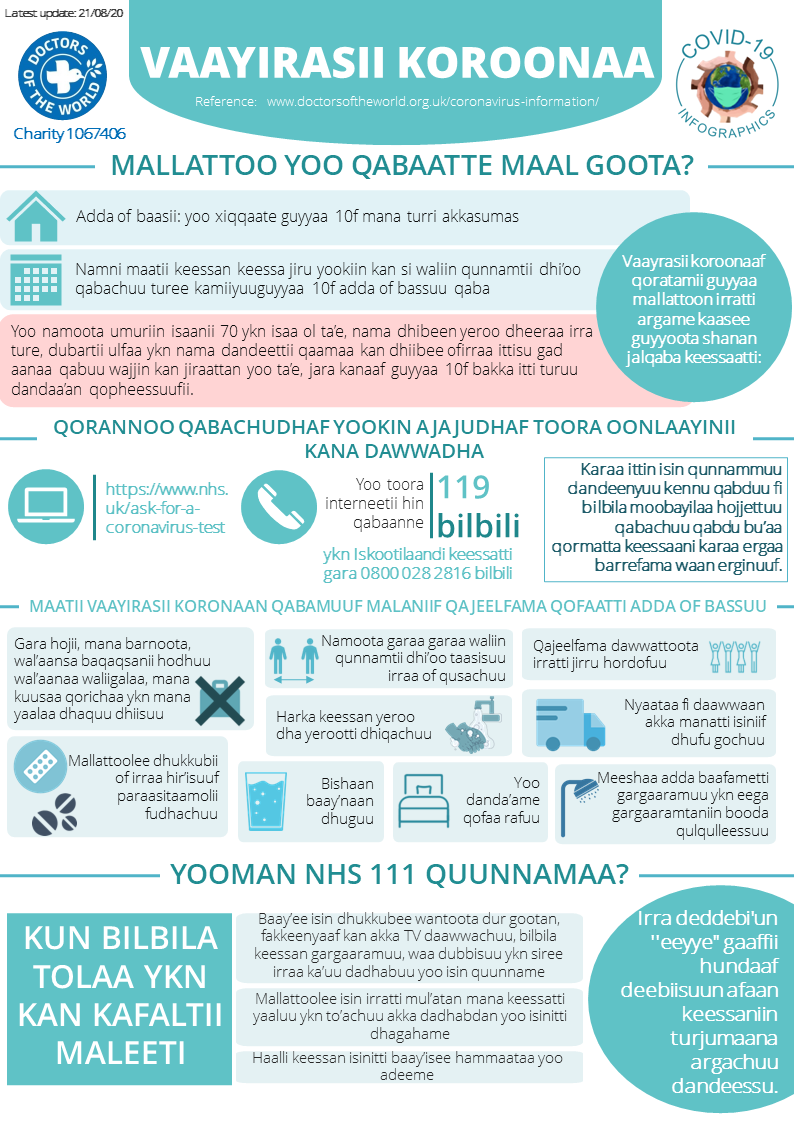 Latest update: 21/08/20
DOCTORS OF THE WORLD
Charity 1067406
VAAYIRASII KOROONAA
Reference: www.doctorsoftheworld.org.uk/coronavirus-information/
COVID-19
INFOGRAPHICS
MALLATTOO YOO QABAATTE MAAL GOOTA?
Adda of baasii: yoo xiqqaate guyyaa 10f mana turri akkasumas
Namni maatii keessan keessa jiru yookiin kan si waliin qunnamtii dhi’oo
qabachuu turee kamiiyuuguyyaa 10f adda of bassuu qaba
Yoo namoota umuriin isaanii 70 ykn isaa ol ta’e, nama dhibeen yeroo dheeraa irra
ture, dubartii ulfaa ykn nama dandeettii qaamaa kan dhiibee ofirraa ittisu gad
aanaa qabuu wajjin kan jiraattan yoo ta’e, jara kanaaf guyyaa 10f bakka itti turuu
dandaa’an qopheessuufii.
Vaayrasii koroonaaf
qoratamii guyyaa
mallattoon irratti
argame kaasee
guyyoota shanan
jalqaba keessaatti:
QORANNOO QABACHUDHAF YOOKIN AJAJUDHAF TOORA OONLAAYINII
KANA DAWWADHA
https://www.nhs.
uk/ask-for-a-
coronavirus-test
Yoo toora
interneetii hin
qabaanne
119
bilbili
ykn Iskootilaandi keessatti
gara 0800 028 2816 bilbili
Karaa ittin isin qunnammuu
dandeenyuu kennu qabduu fi
bilbila moobayilaa hojjettuu
qabachuu qabdu bu’aa
qormatta keessaani karaa ergaa
barrefama waan erginuuf.
MAATII VAAYIRASII KORONAAN QABAMUUF MALANIIF QAJEELFAMA QOFAATTI ADDA OF BASSUU
Gara hojii, mana barnoota,
wal’aansa baqaqsanii hodhuu
wal’aanaa waliigalaa, mana
kuusaa qorichaa ykn mana
yaalaa dhaquu dhiisuu
Namoota garaa garaa waliin
qunnamtii dhi’oo taasisuu
irraa of qusachuu
Qajeelfama dawwattoota
irratti jirru hordofuu
Harka keessan yeroo
dha yerootti dhiqachuu
Nyaataa fi daawwaan
akka manatti isiniif
dhufu gochuu
Mallattoolee dhukkubii
of irraa hir’isuuf
paraasitaamolii
fudhachuu
Bishaan
baay’naan
dhuguu
Yoo
danda’ame
qofaa rafuu
Meeshaa adda baafametti
gargaaramuu ykn eega
gargaaramtaniin booda
qulqulleessuu
YOOMAN NHS 111 QUUNNAMAA?
KUN BILBILA
TOLAA YKN
KAN KAFALTII
MALEETI
Baay’ee isin dhukkubee wantoota dur gootan,
fakkeenyaaf kan akka TV daawwachuu, bilbila
keessan gargaaramuu, waa dubbisuu ykn siree
irraa ka’uu dadhabuu yoo isin quunname
Mallattoolee isin irratti mul’atan mana keessatti
yaaluu ykn to’achuu akka dadhabdan yoo isinitti
dhagahame
Haalli keessan isinitti baay’isee hammaataa yoo
adeeme
Irra deddebi'un
''eeyye'' gaaffii
hundaaf
deebiisuun afaan
keessaniin
turjumaana
argachuu
dandeessu.